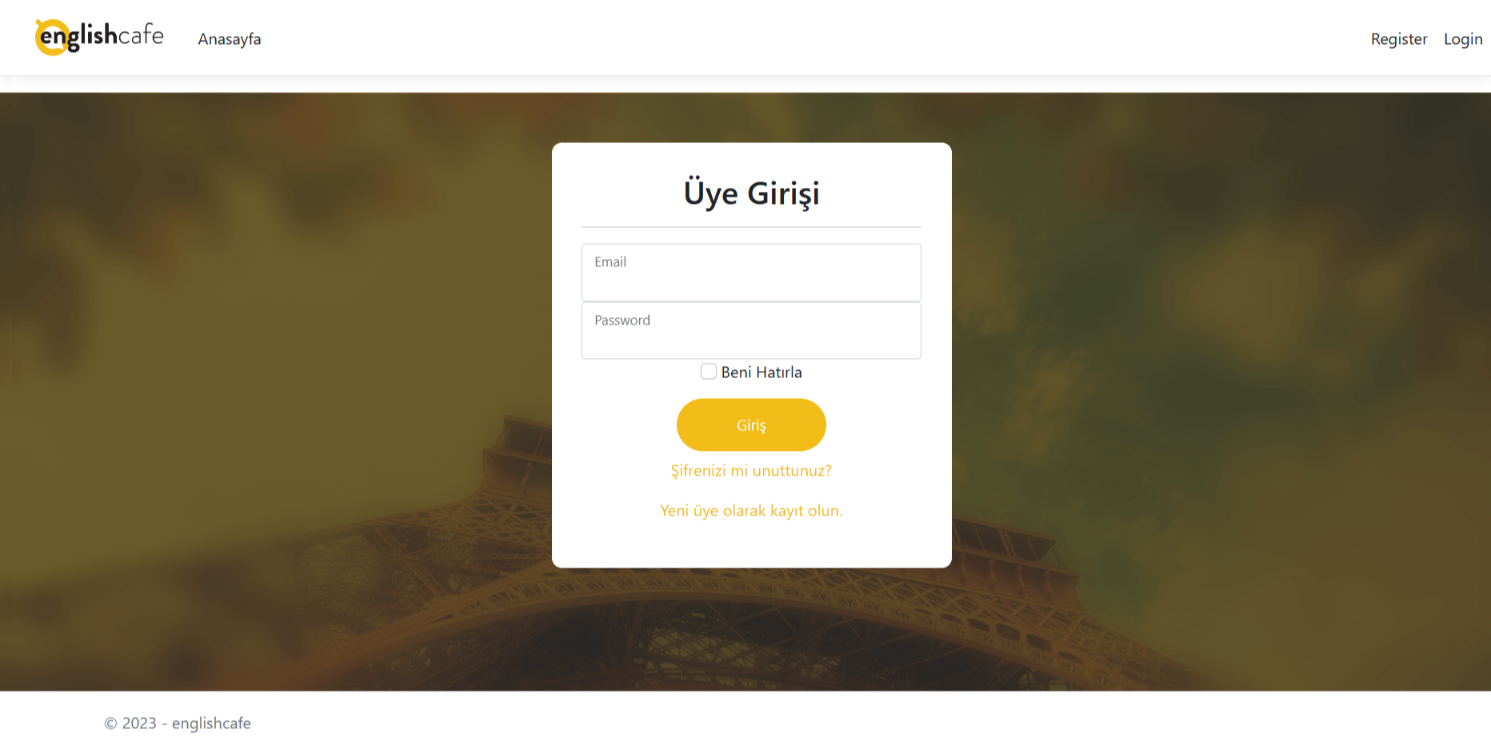 englishcafe
Anasayfa
Register
Login
Üye Girişi
Email
Password
Beni Hatırla
Giriş
Şifrenizi mi unuttunuz?
Yeni üye olarak kayıt olun.
© 2023 - englishcafe